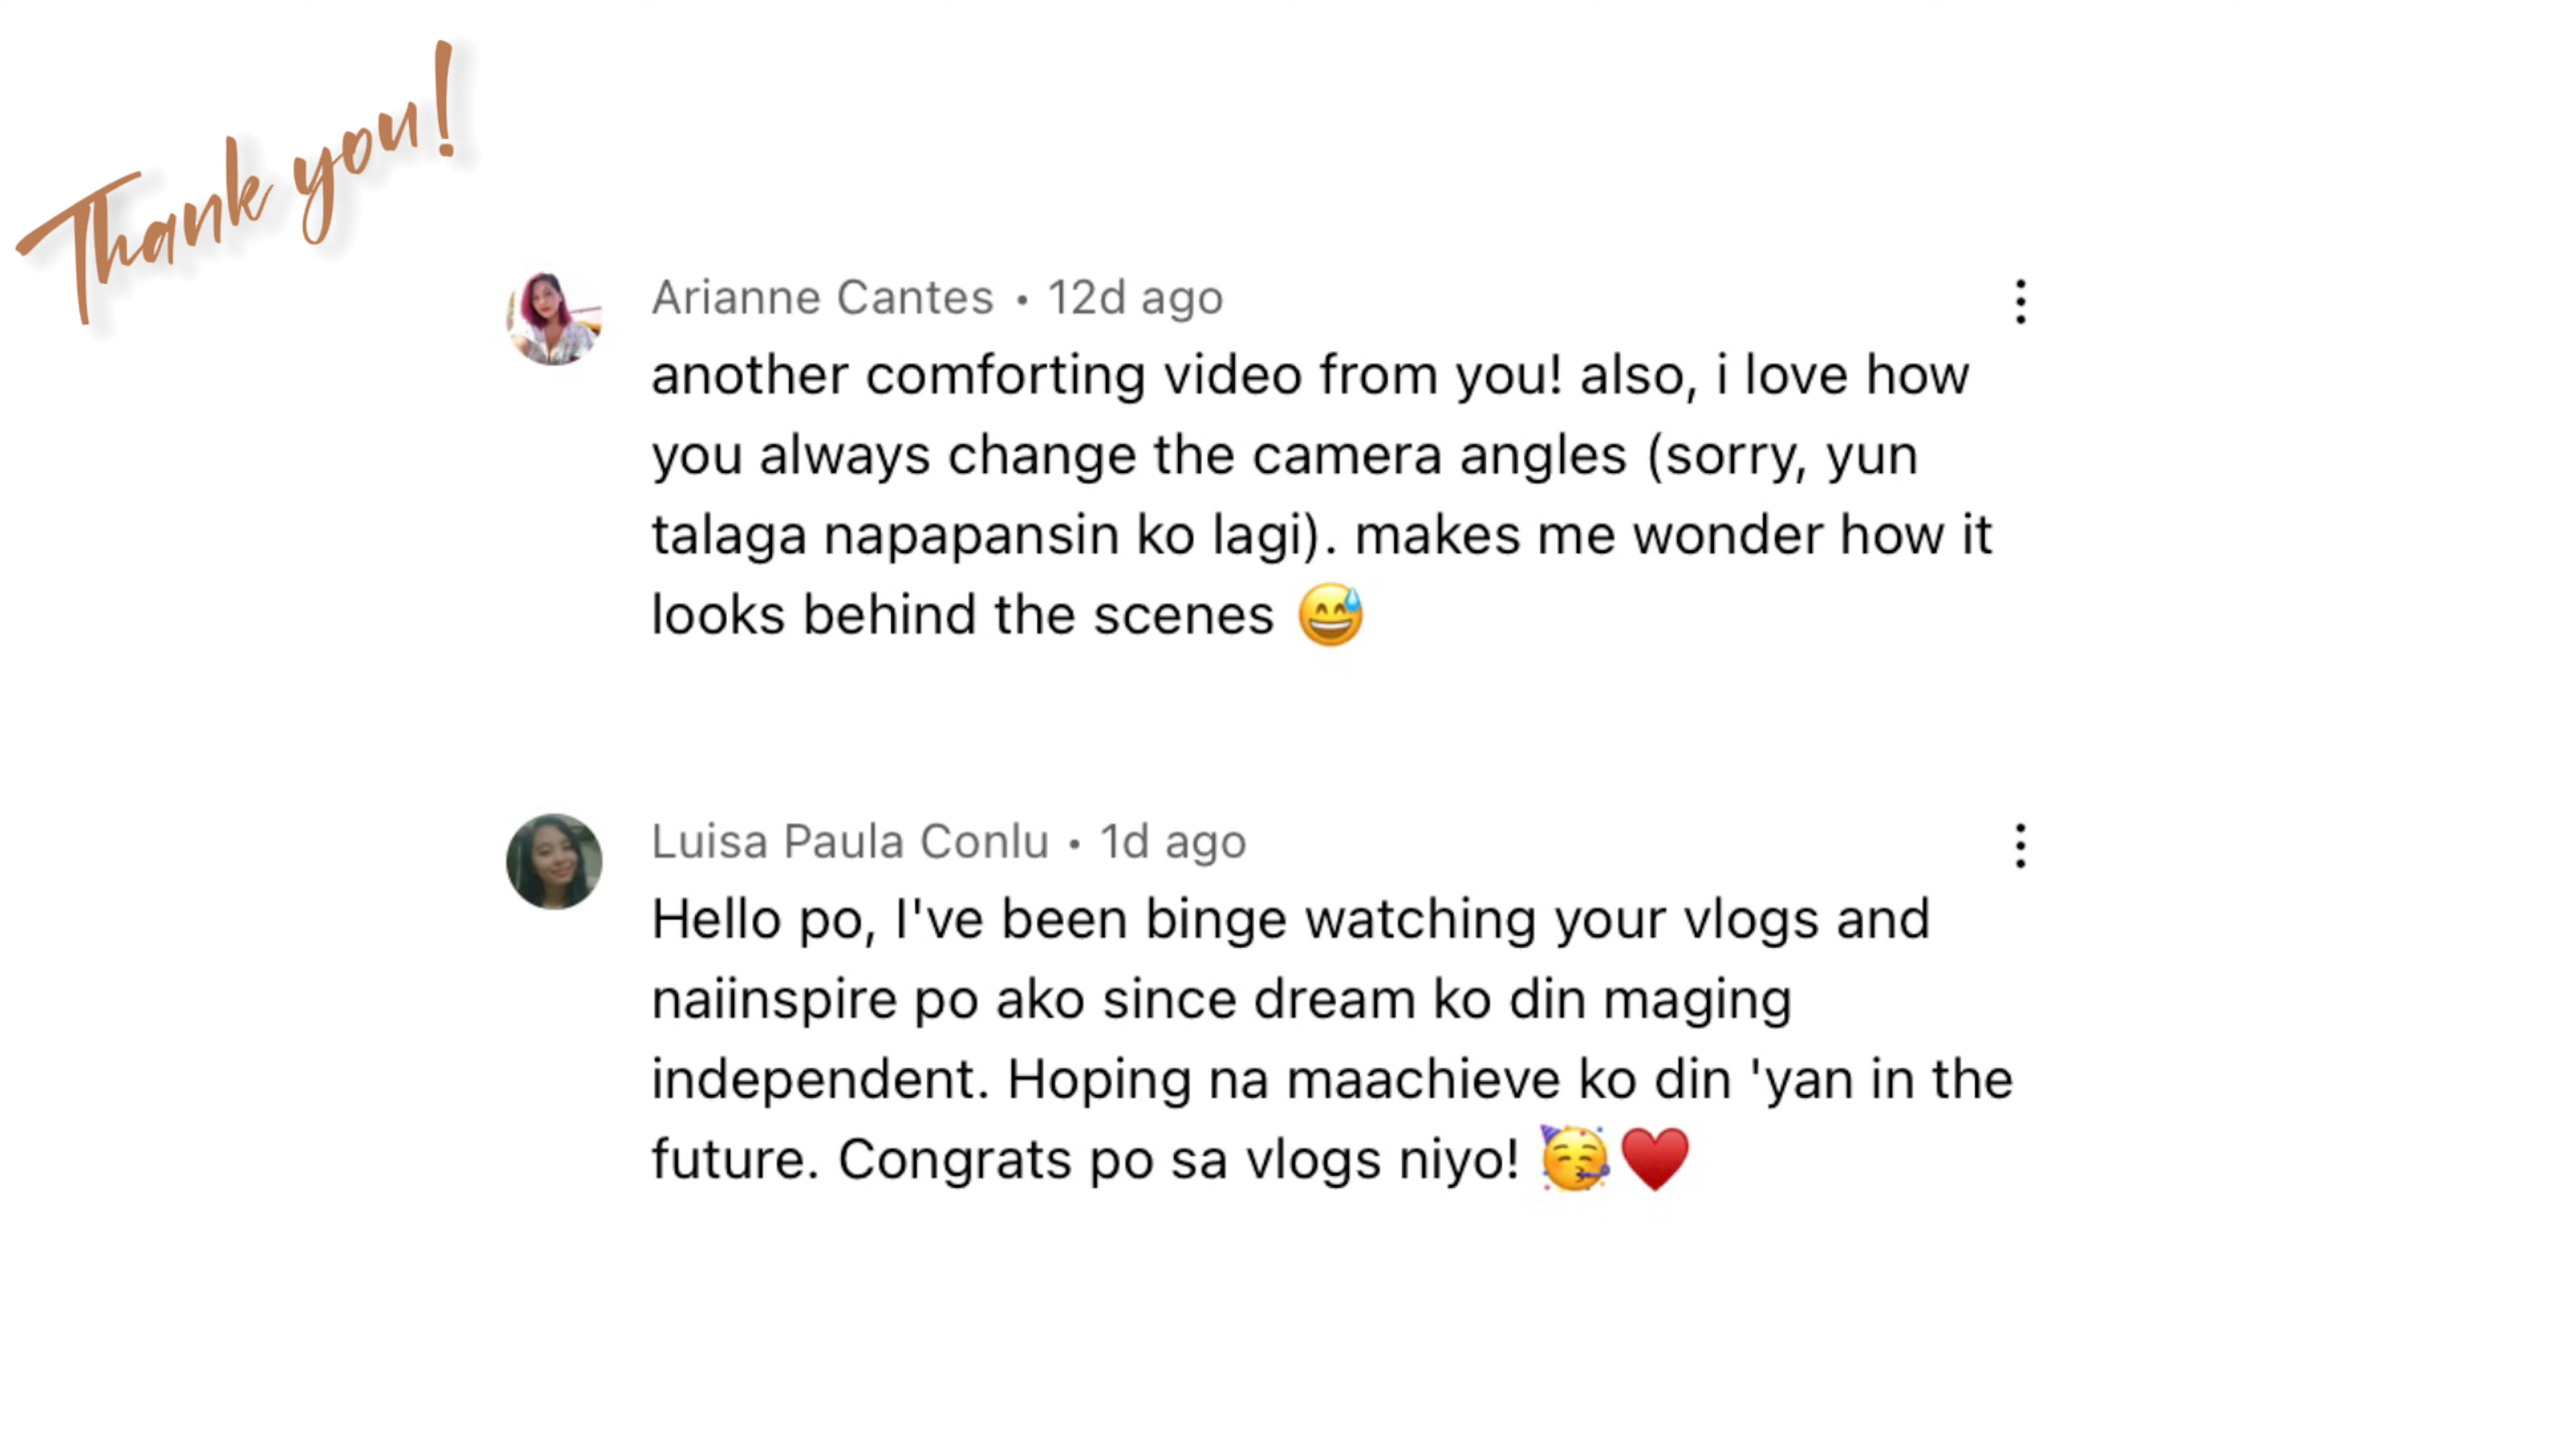 Thank you!
Arianne Cantes • 12d ago
another comforting video from you! also, i love how
you always change the camera angles (sorry, yun
talaga napapansin ko lagi). makes me wonder how it
looks behind the scenes 😅
Luisa Paula Conlu • 1d ago
Hello po, I've been binge watching your vlogs and
naiinspire po ako since dream ko din maging
independent. Hoping na maachieve ko din 'yan in the
future. Congrats po sa vlogs niyo! 🥳♥️